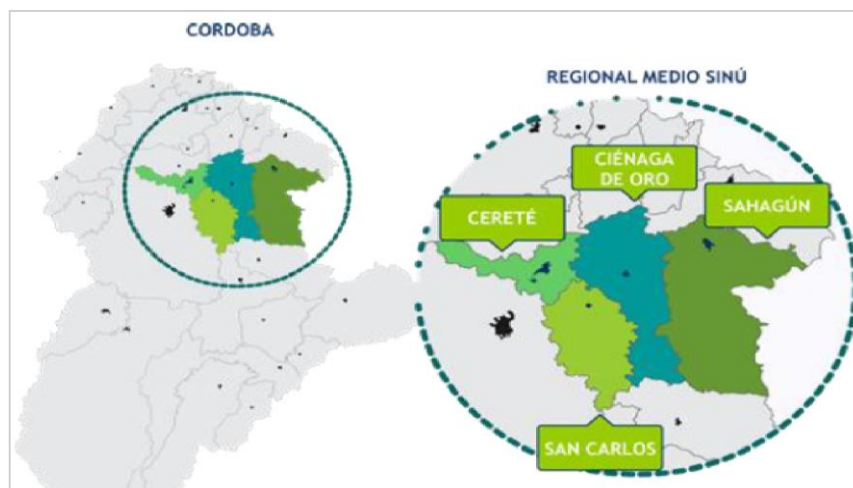 CORDOBA
REGIONAL MEDIO SINÚ
CIÉNAGA
DE ORO
CERETÉ
SAHAGÚN
SAN CARLOS